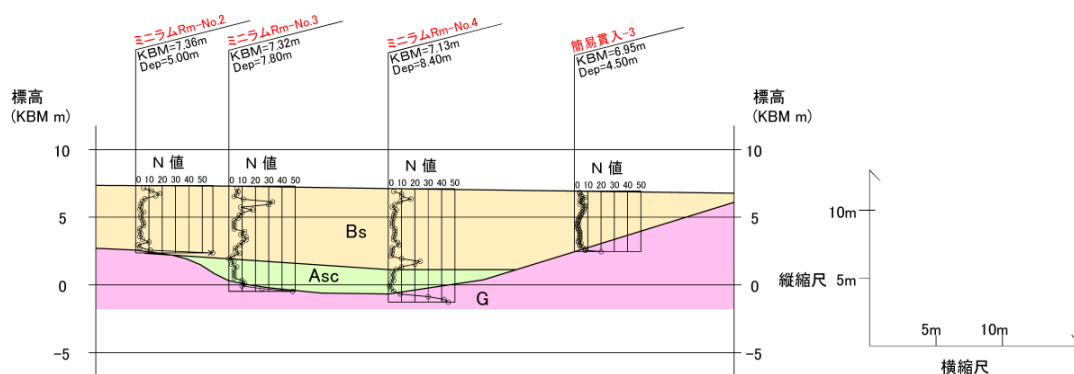 ミニラムRm-No.2
KBM=7.36m
Dep=5.00m
ミニラムRm-No.3
KBM=7.32m
Dep=7.80m
ミニラムRm-No.4
KBM=7.13m
Dep=8.40m
簡易貫入-3
KBM=6.95m
Dep=4.50m
標高
(KBM m)
標高
(KBM m)
10
10
N 値
N 値
N 値
N 値
0 10 20 30 40 50
0 10 20 30 40 50
0 10 20 30 40 50
0 10 20 30 40 50
5
5
Bs
Asc
0
0
G
-5
-5
10m
縦縮尺 5m
5m 10m
横縮尺